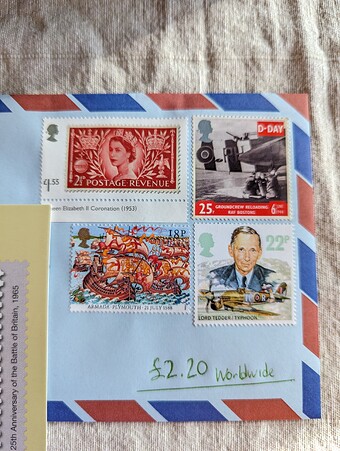 £1.55
2½d
POSTAGE REVENUE
Queen Elizabeth II Coronation (1953)
D-DAY
25p
6 JUNE
1944
GROUNDCREW RELOADING
RAF BOSTONS
18P
ARMADA · PLYMOUTH · 21 JULY 1588
22P
LORD TEDDER / TYPHOON
25th Anniversary of the Battle of Britain, 1965
£2.20 Worldwide